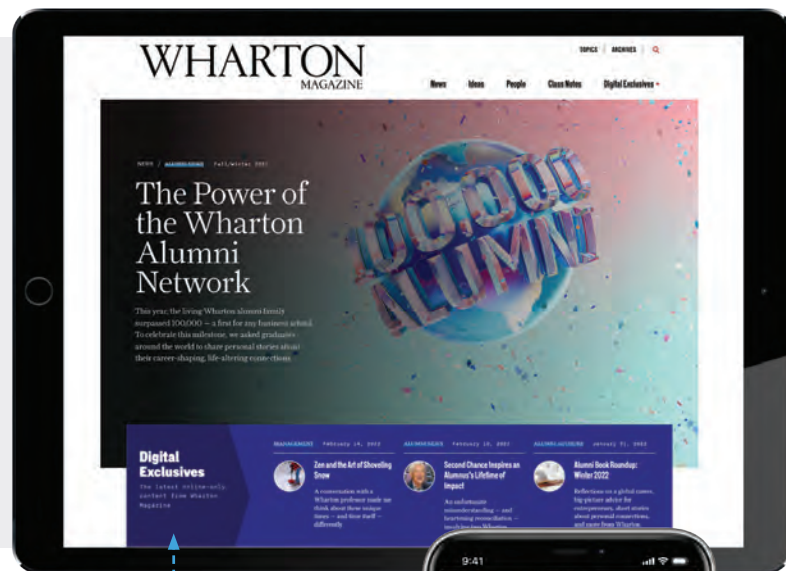 WHARTON
MAGAZINE
TOPICS | ARCHIVES
News Ideas People Class Notes Digital Exclusives
NEWS / Fall/Winter 2021
The Power of
the Wharton
Alumni
Network
This year, the living Wharton alumni family
surpassed 100,000 — a first for any business school.
To celebrate this milestone, we asked graduates
around the world to share personal stories about
their career-shaping, life-altering connections.
100,000
ALUMNI
Digital
Exclusives
The latest online-only
content from Wharton
Magazine
MANAGEMENT February 14, 2022
Zen and the Art of Shoveling
Snow
A conversation with a
Wharton professor made me
think about these unique
times — and time itself —
differently
February 10, 2022
Second Chance Inspires an
Alumnus's Lifetime of
Impact
An unfortunate
misunderstanding — and
heartening reconciliation —
January 31, 2022
Alumni Book Roundup:
Winter 2022
Reflections on a global career,
big-picture advice for
entrepreneurs, short stories
about personal connections,
and more from Wharton
9:41